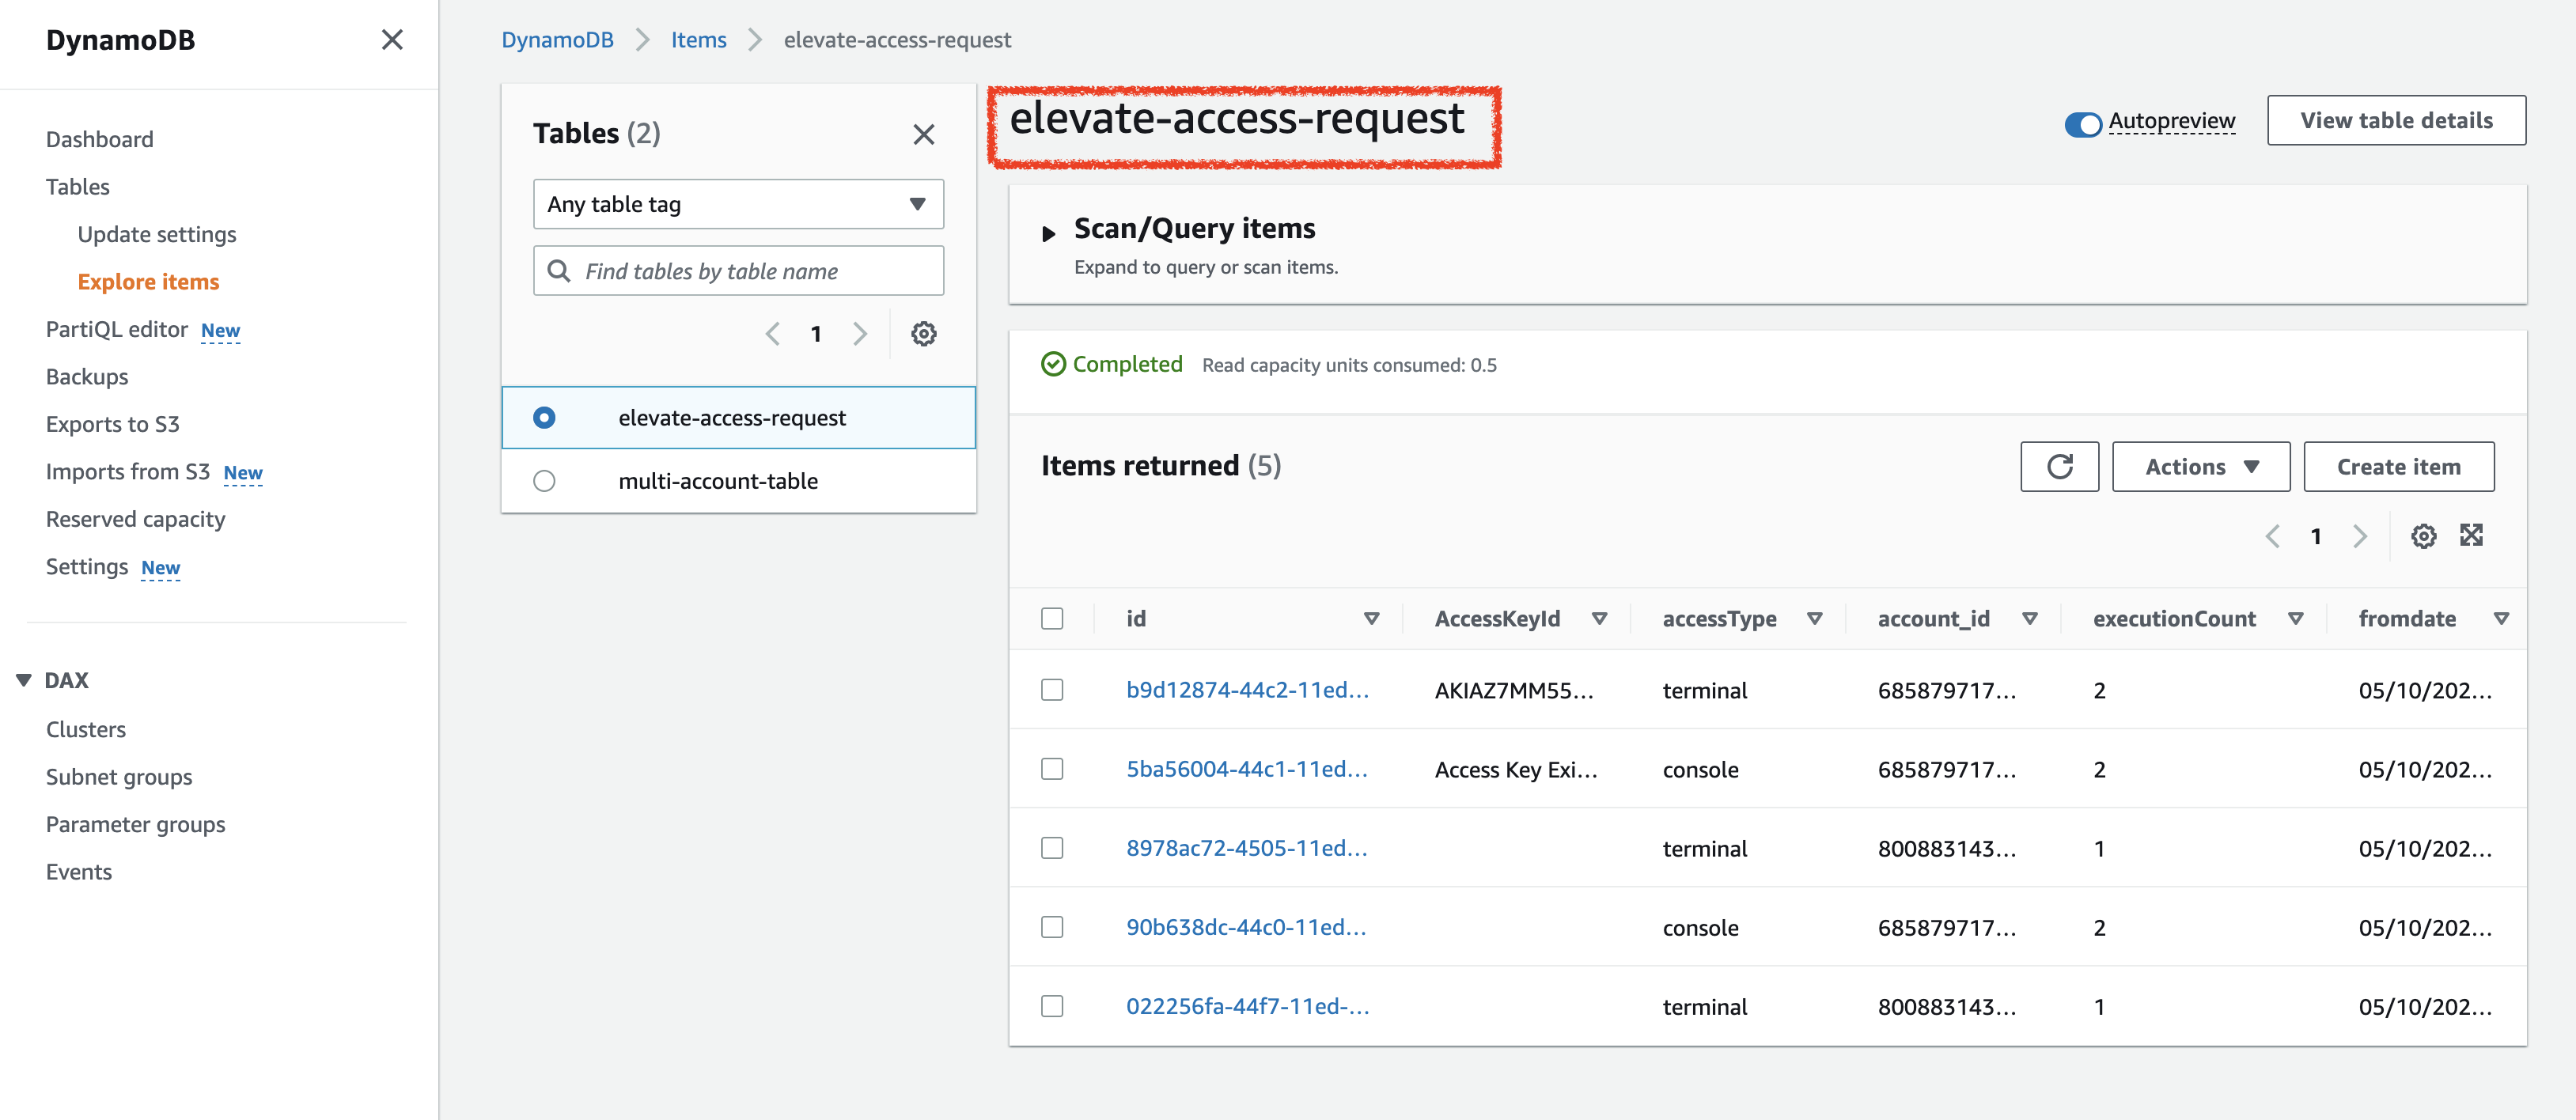 DynamoDB
Dashboard
Tables
Update settings
Explore items
PartiQL editor New
Backups
Exports to S3
Imports from S3 New
Reserved capacity
Settings New
DAX
Clusters
Subnet groups
Parameter groups
Events
DynamoDB Items elevate-access-request
Tables (2)
Any table tag
Find tables by table name
1
elevate-access-request
multi-account-table
elevate-access-request
Autopreview View table details
Scan/Query items
Expand to query or scan items.
Completed Read capacity units consumed: 0.5
Items returned (5)
Actions Create item
1
id AccessKeyId accessType account_id executionCount fromdate
b9d12874-44c2-11ed... AKIAZ7MM55... terminal 685879717... 2 05/10/202...
5ba56004-44c1-11ed... Access Key Exi... console 685879717... 2 05/10/202...
8978ac72-4505-11ed... terminal 800883143... 1 05/10/202...
90b638dc-44c0-11ed... console 685879717... 2 05/10/202...
022256fa-44f7-11ed-... terminal 800883143... 1 05/10/202...